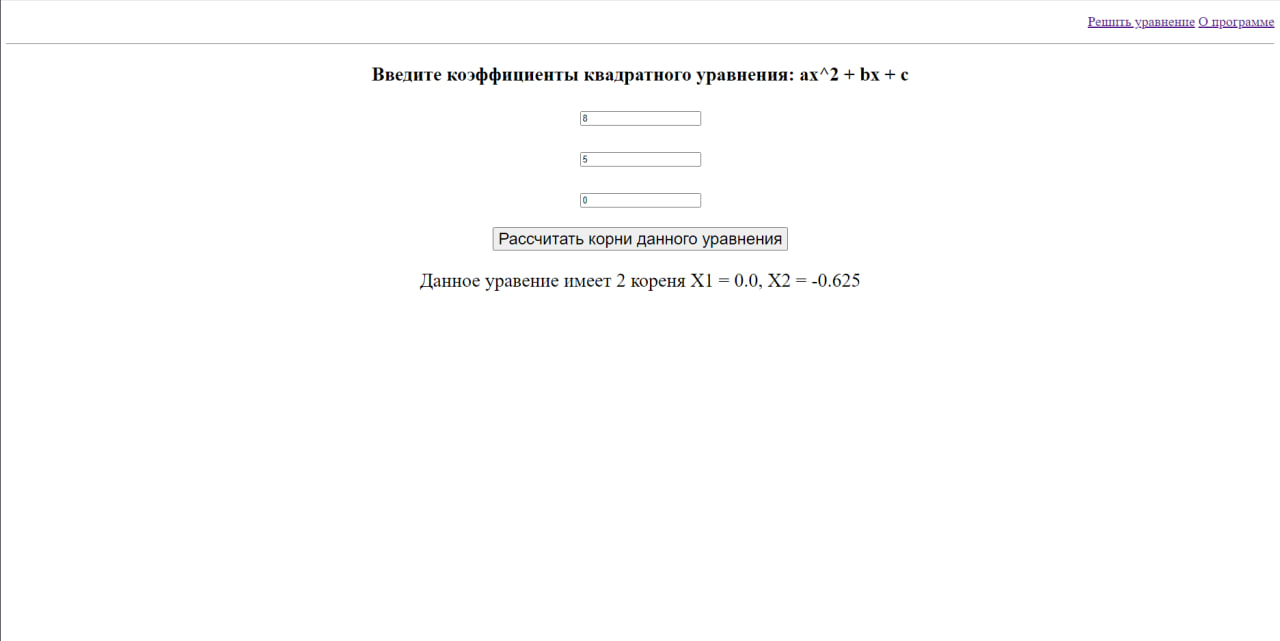 Решить уравнение О программе
Введите коэффициенты квадратного уравнения: ax^2 + bx + c
8
5
0
Рассчитать корни данного уравнения
Данное уравение имеет 2 кореня X1 = 0.0, X2 = -0.625